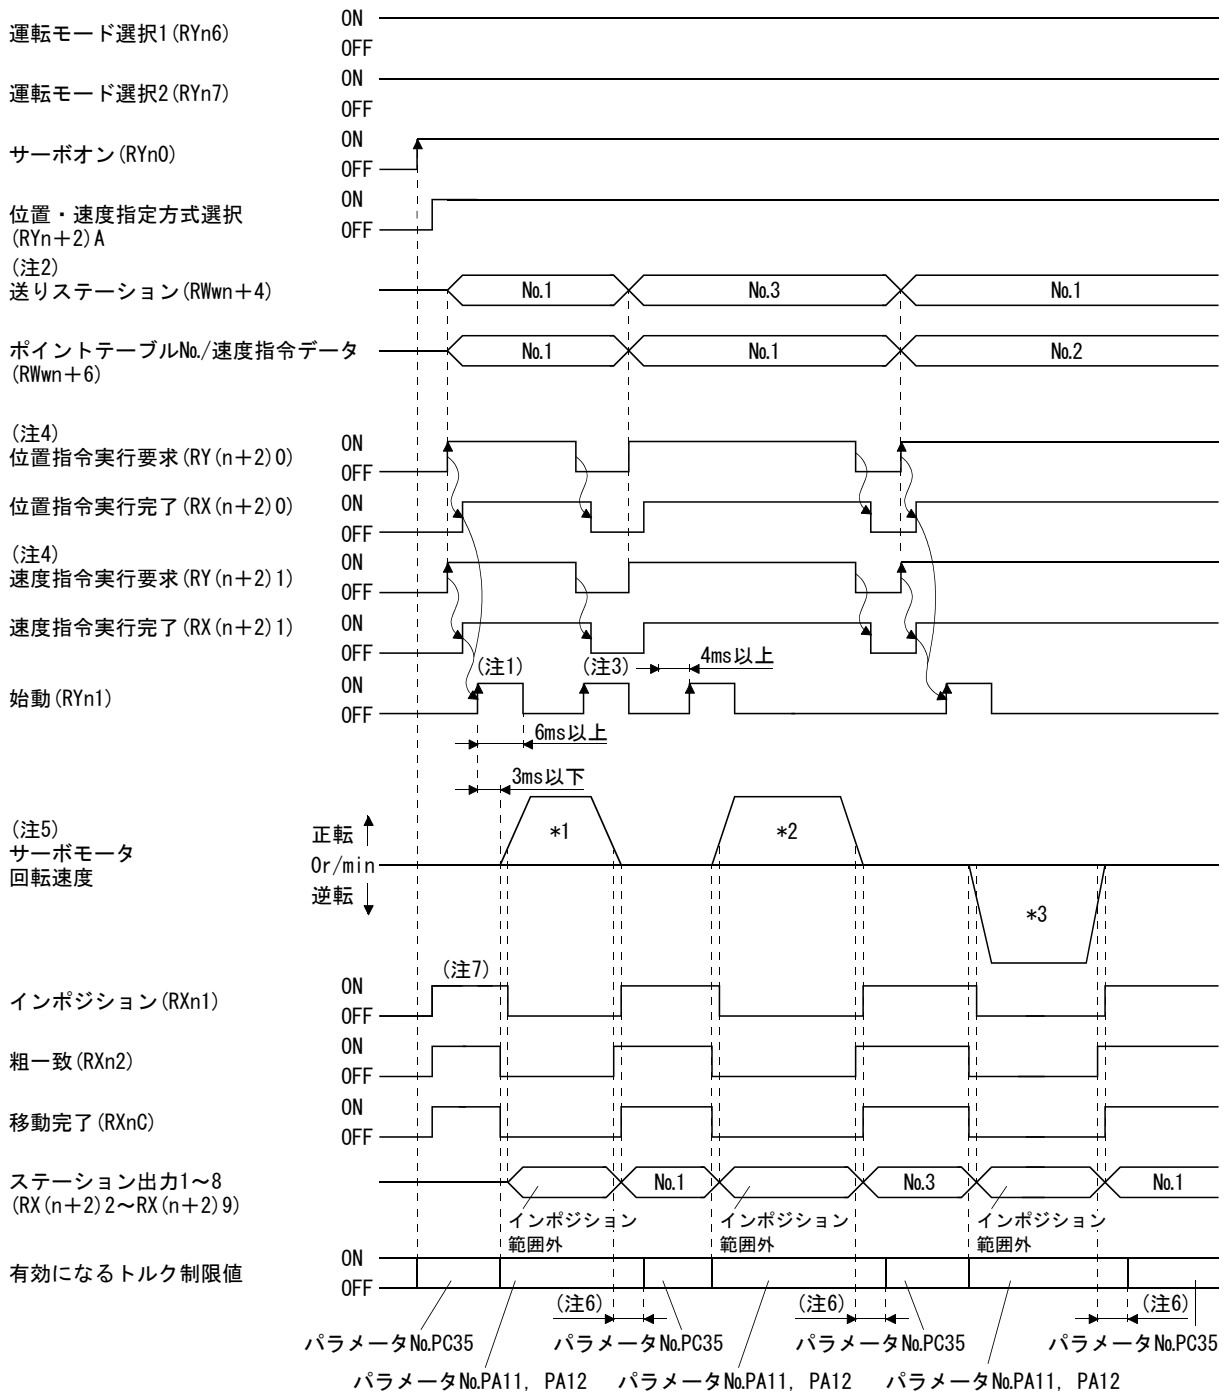 運転モード選択1(RYn6)
ON
OFF
運転モード選択2(RYn7)
ON
OFF
サーボオン(RYn0)
ON
OFF
位置・速度指定方式選択
(RYn+2)A
ON
OFF
(注2)
送りステーション(RWwn+4)
No.1
No.3
No.1
ポイントテーブルNo./速度指令データ
(RWwn+6)
No.1
No.1
No.2
(注4)
位置指令実行要求(RY(n+2)0)
ON
OFF
位置指令実行完了(RX(n+2)0)
ON
OFF
(注4)
速度指令実行要求(RY(n+2)1)
ON
OFF
速度指令実行完了(RX(n+2)1)
ON
OFF
(注1)
(注3)
4ms以上
始動(RYn1)
ON
OFF
6ms以上
3ms以下
(注5)
サーボモータ
回転速度
正転
0r/min
逆転
*1
*2
*3
(注7)
インポジション(RXn1)
ON
OFF
粗一致(RXn2)
ON
OFF
移動完了(RXnC)
ON
OFF
ステーション出力1~8
(RX(n+2)2~RX(n+2)9)
No.1
No.3
No.1
インポジション
範囲外
インポジション
範囲外
インポジション
範囲外
有効になるトルク制限値
ON
OFF
(注6)
(注6)
(注6)
パラメータNo.PC35
パラメータNo.PC35
パラメータNo.PC35
パラメータNo.PC35
パラメータNo.PA11, PA12
パラメータNo.PA11, PA12
パラメータNo.PA11, PA12